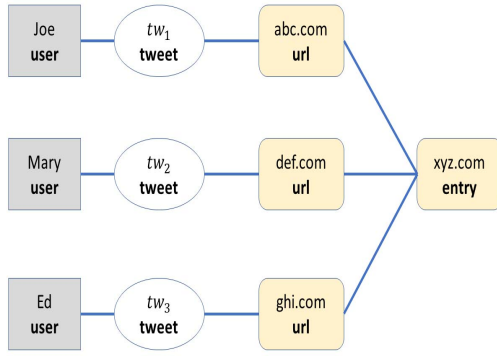 Joe
user
tw₁
tweet
abc.com
url
Mary
user
tw₂
tweet
def.com
url
xyz.com
entry
Ed
user
tw₃
tweet
ghi.com
url